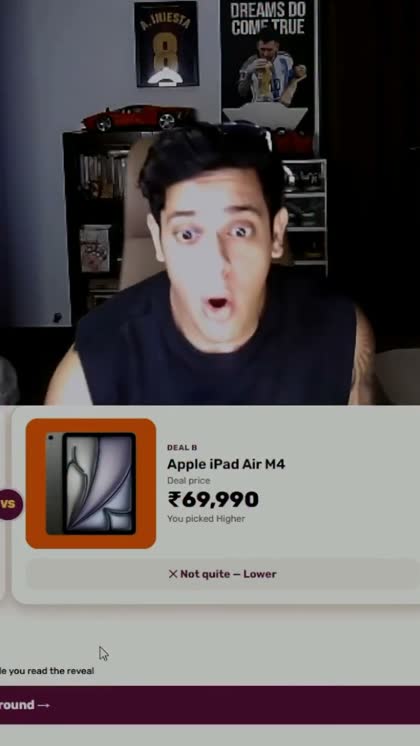 A. INIESTA
8
DREAMS DO
COME TRUE
VS
DEAL B
Apple iPad Air M4
Deal price
₹69,990
You picked Higher
✕ Not quite — Lower
le you read the reveal
round →